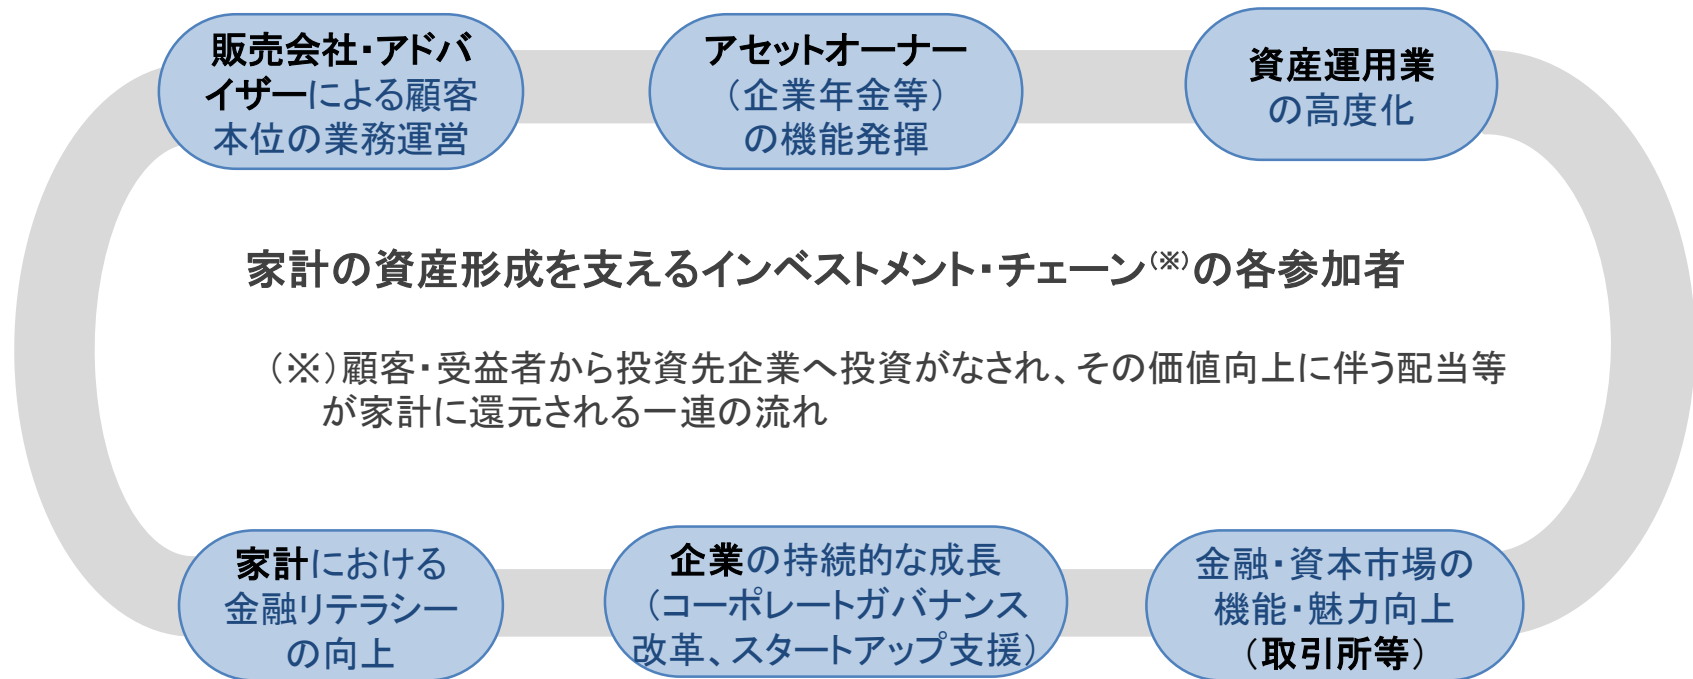 販売会社・アドバ
イザーによる顧客
本位の業務運営
アセットオーナー
（企業年金等）
の機能発揮
資産運用業
の高度化
家計の資産形成を支えるインベストメント・チェーン(※)の各参加者
（※）顧客・受益者から投資先企業へ投資がなされ、その価値向上に伴う配当等
が家計に還元される一連の流れ
家計における
金融リテラシー
の向上
企業の持続的な成長
（コーポレートガバナンス
改革、スタートアップ支援）
金融・資本市場の
機能・魅力向上
（取引所等）